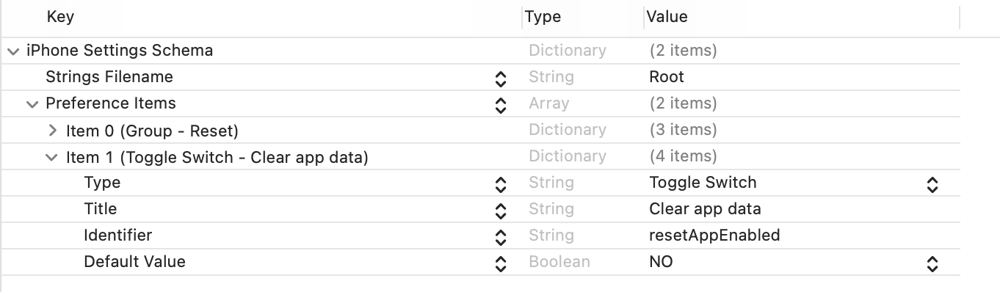 Key Type Value
iPhone Settings Schema Dictionary (2 items)
Strings Filename String Root
Preference Items Array (2 items)
Item 0 (Group - Reset) Dictionary (3 items)
Item 1 (Toggle Switch - Clear app data) Dictionary (4 items)
Type String Toggle Switch
Title String Clear app data
Identifier String resetAppEnabled
Default Value Boolean NO